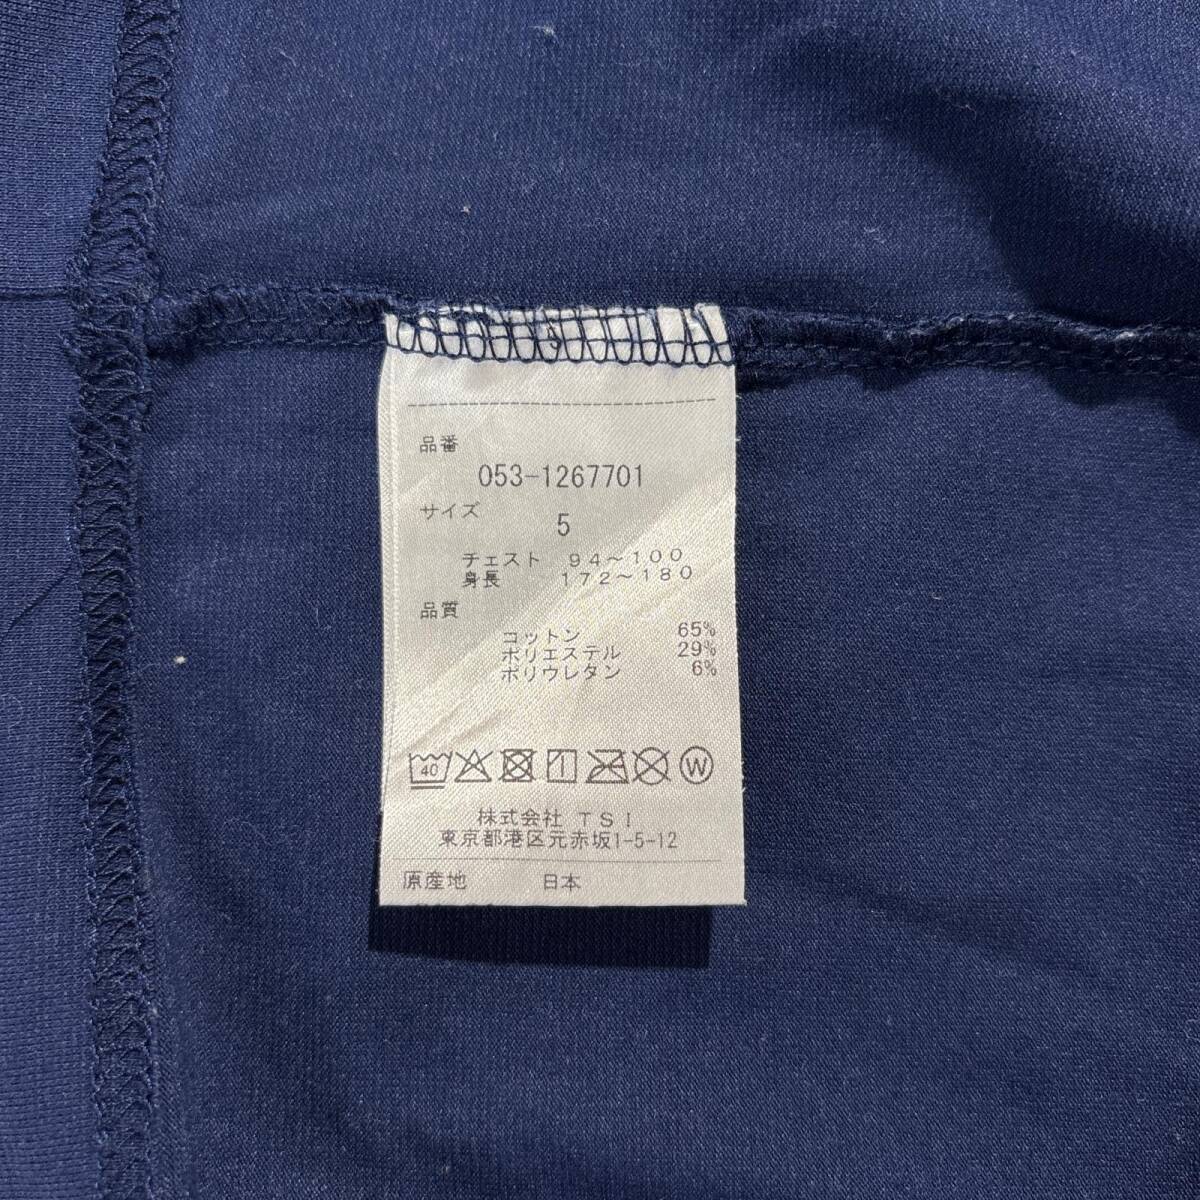 5
品番
053-1267701
サイズ
5
チェスト 94～100
身長 172～180
品質
コットン 65%
ポリエステル 29%
ポリウレタン 6%
40 W
株式会社 TSI
東京都港区元赤坂1-5-12
原産地 日本